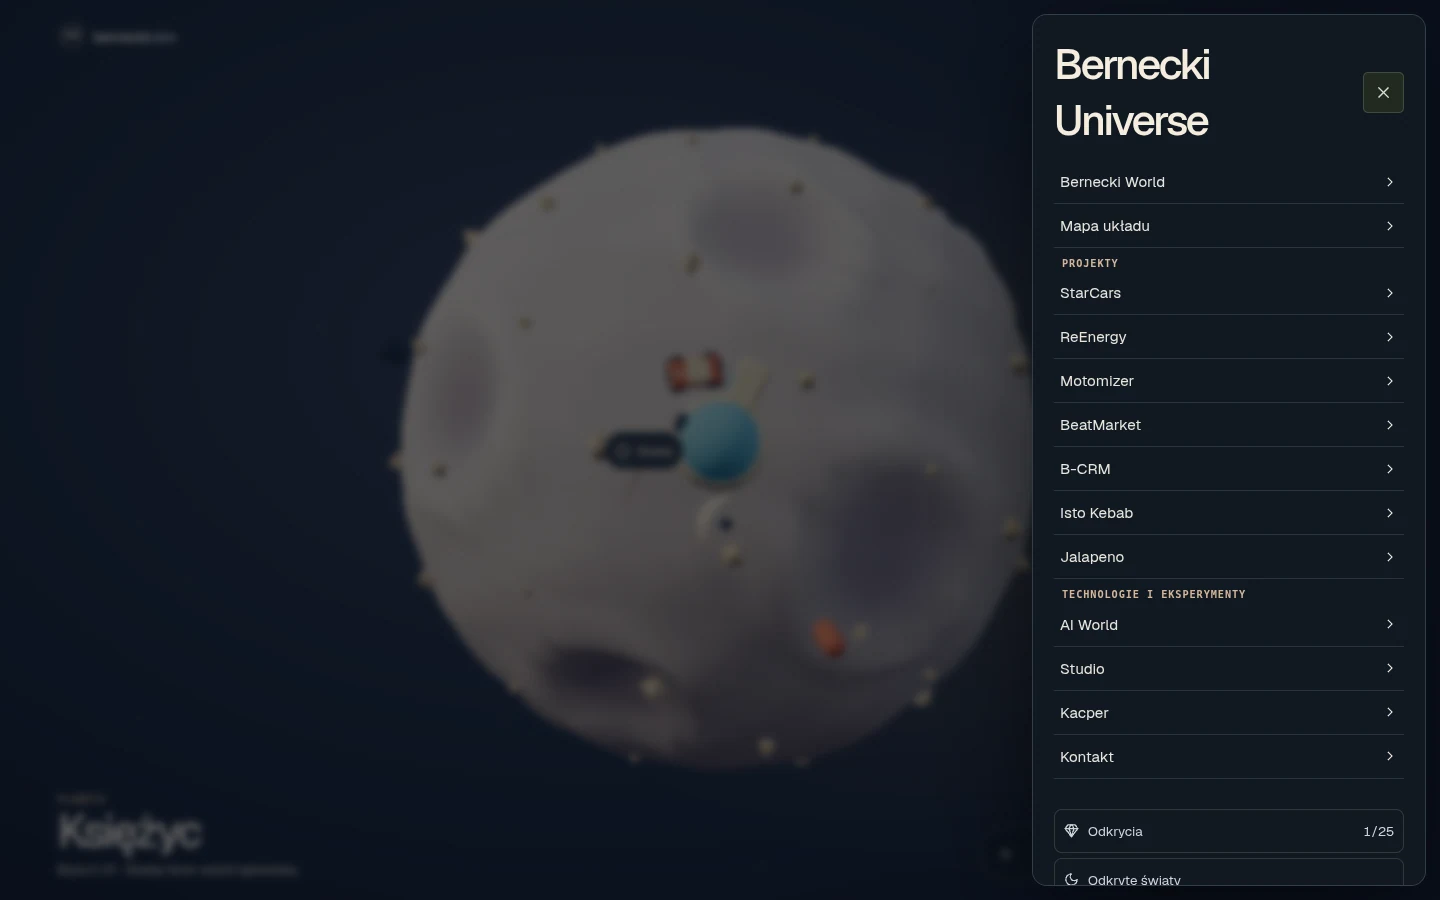 Bernecki
Universe
Bernecki World
Mapa układu
PROJEKTY
StarCars
ReEnergy
Motomizer
BeatMarket
B-CRM
Isto Kebab
Jalapeno
TECHNOLOGIE I EKSPERYMENTY
AI World
Studio
Kacper
Kontakt
Odkrycia 1/25
Odkryte światy
Księżyc